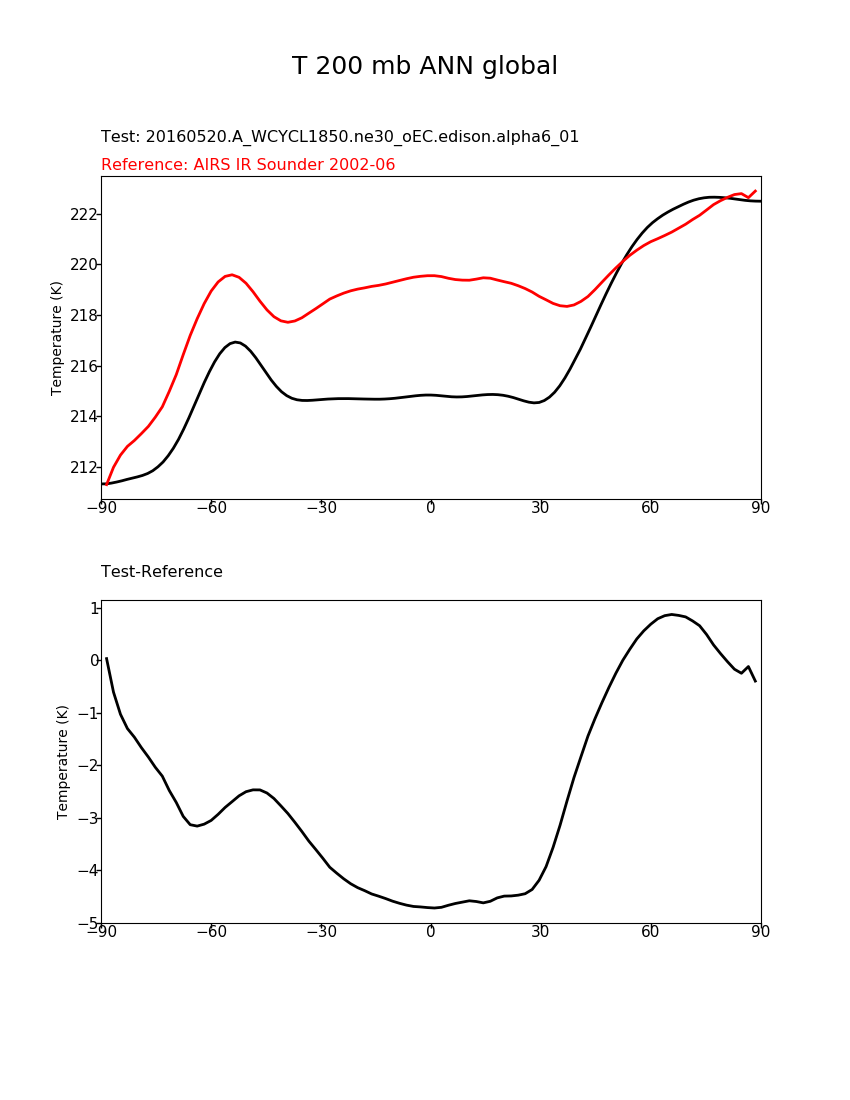 T 200 mb ANN global
Test: 20160520.A_WCYCL1850.ne30_oEC.edison.alpha6_01
Reference: AIRS IR Sounder 2002-06
Temperature (K)
222
220
218
216
214
212
−90 −60 −30 0 30 60 90
Test-Reference
Temperature (K)
1
0
−1
−2
−3
−4
−5
−90 −60 −30 0 30 60 90